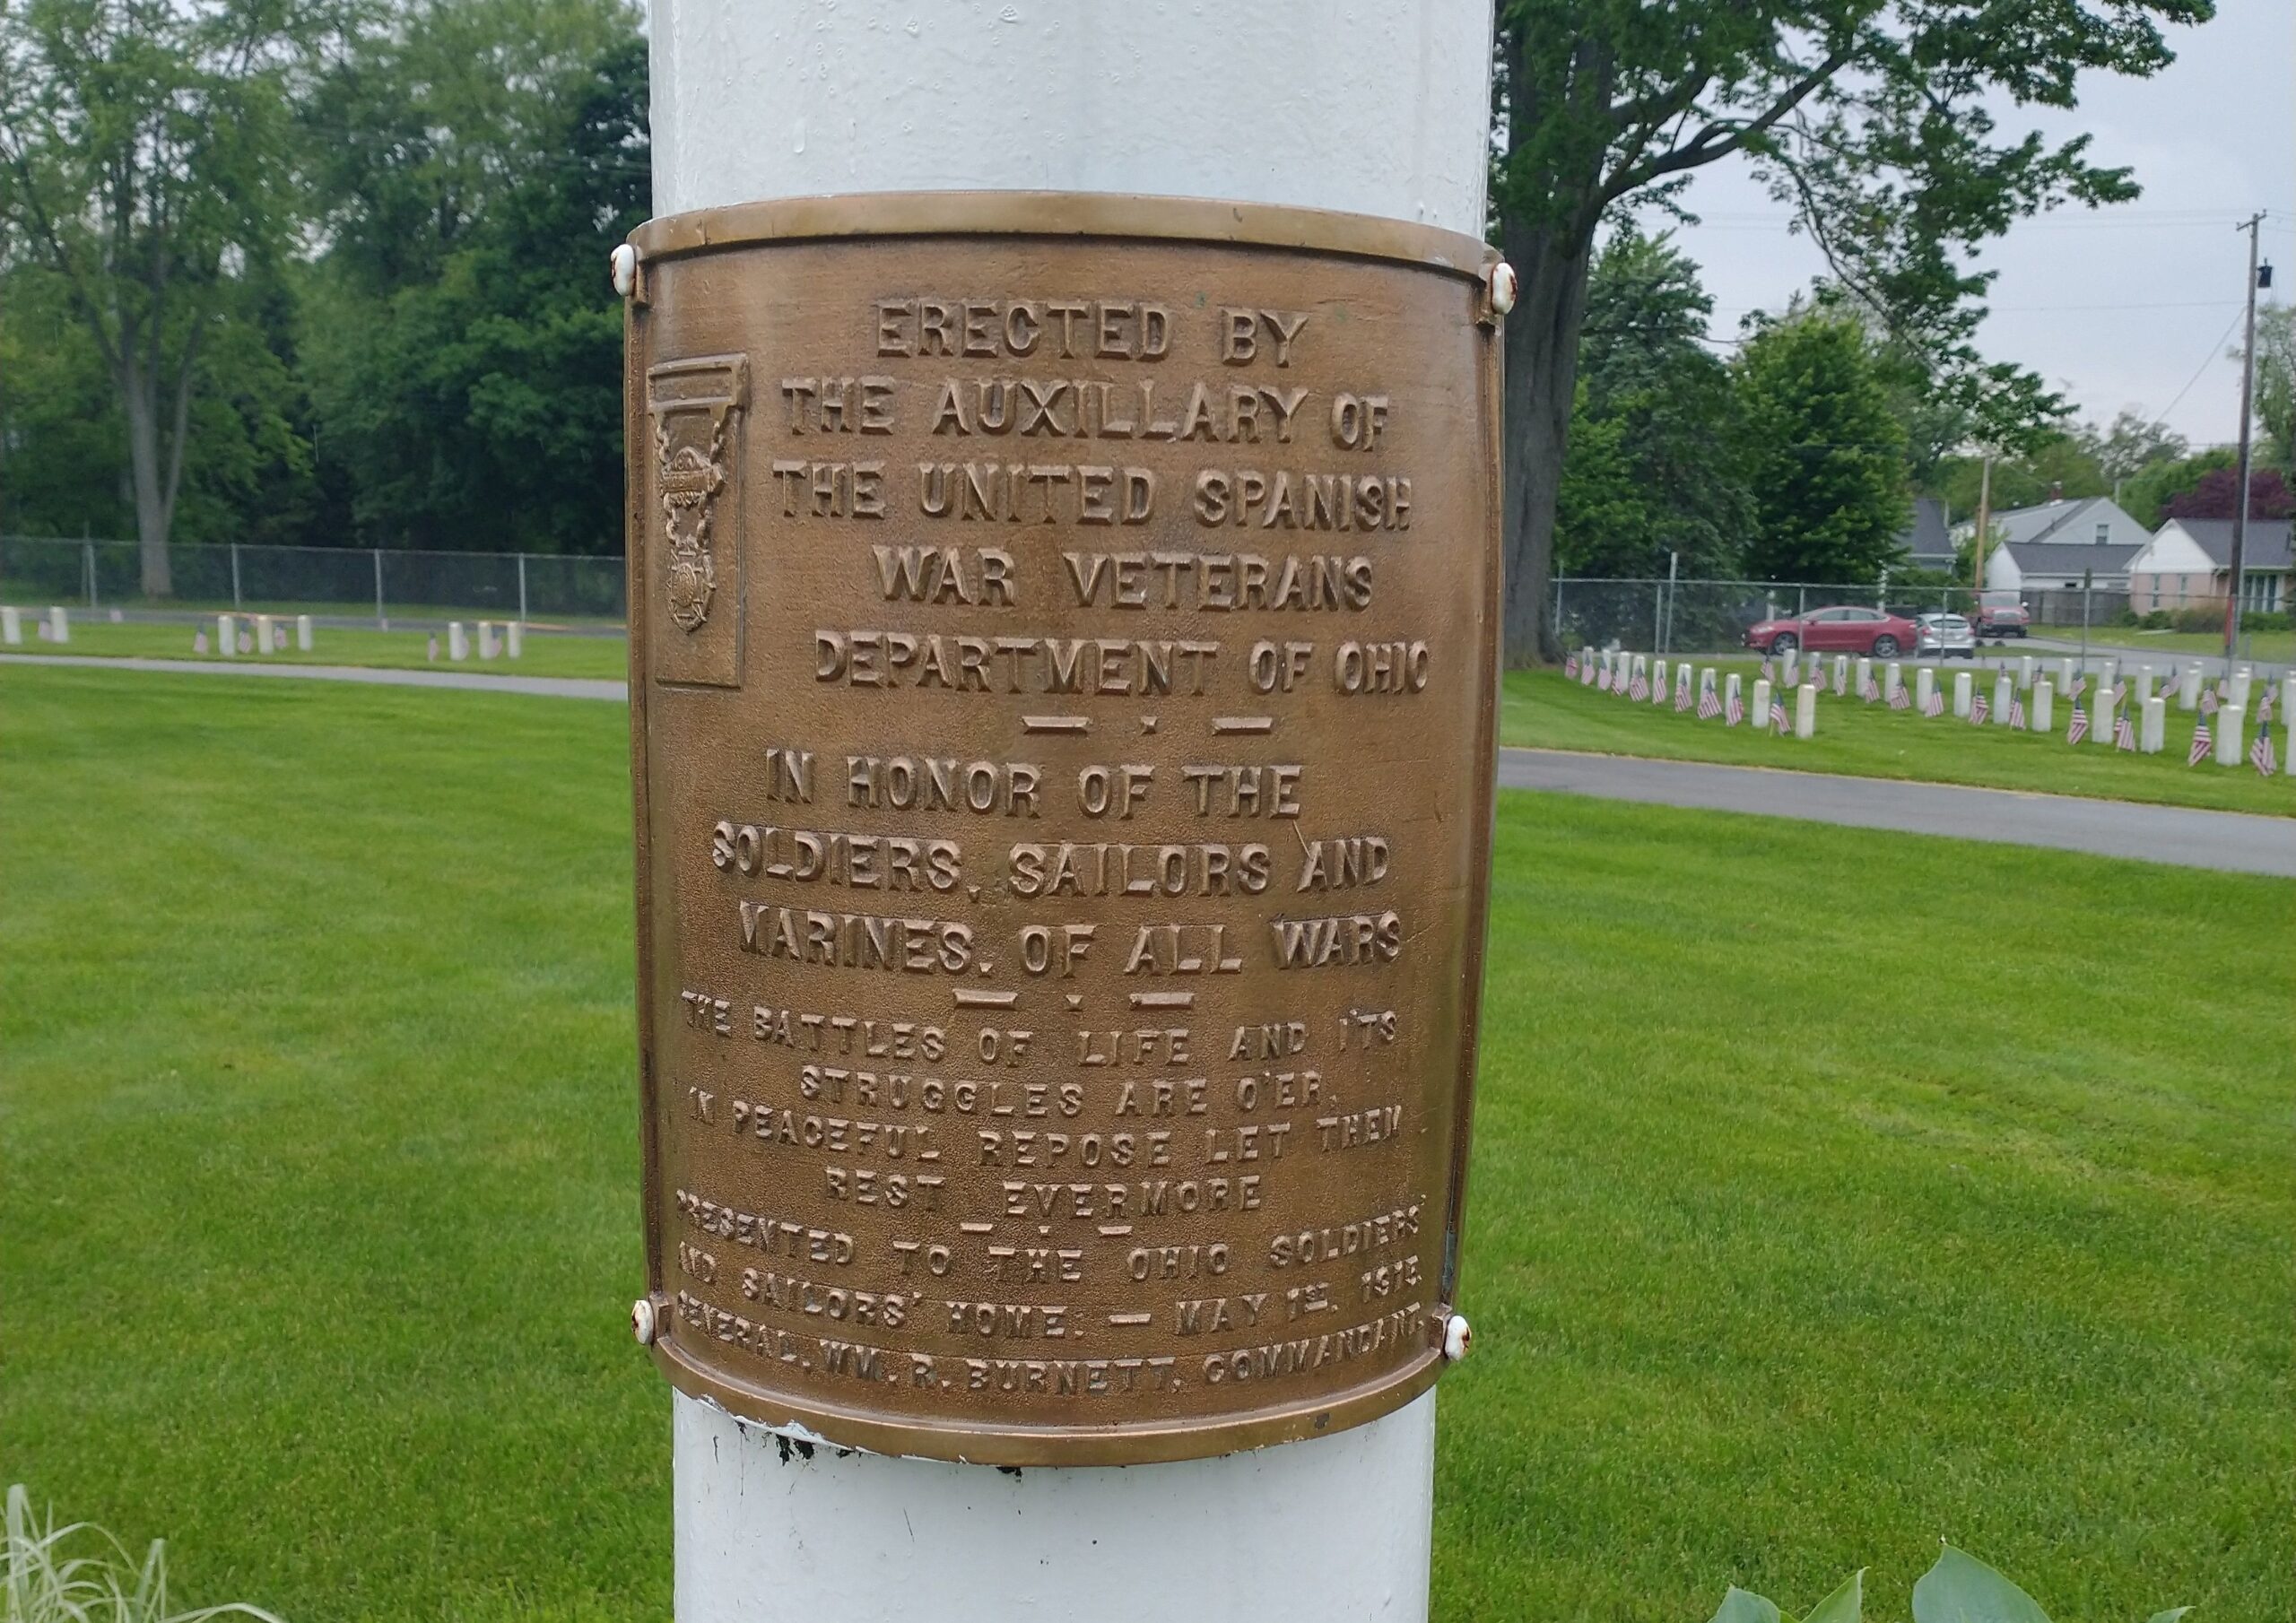 ERECTED BY
THE AUXILLARY OF
THE UNITED SPANISH
WAR VETERANS
DEPARTMENT OF OHIO
IN HONOR OF THE
SOLDIERS, SAILORS AND
MARINES. OF ALL WARS
THE BATTLES OF LIFE AND ITS
STRUGGLES ARE O'ER,
IN PEACEFUL REPOSE LET THEM
REST EVERMORE
PRESENTED TO THE OHIO SOLDIERS'
AND SAILORS' HOME. — MAY 1ST.
GENERAL. WM. R. BURNETT, COMMANDANT.